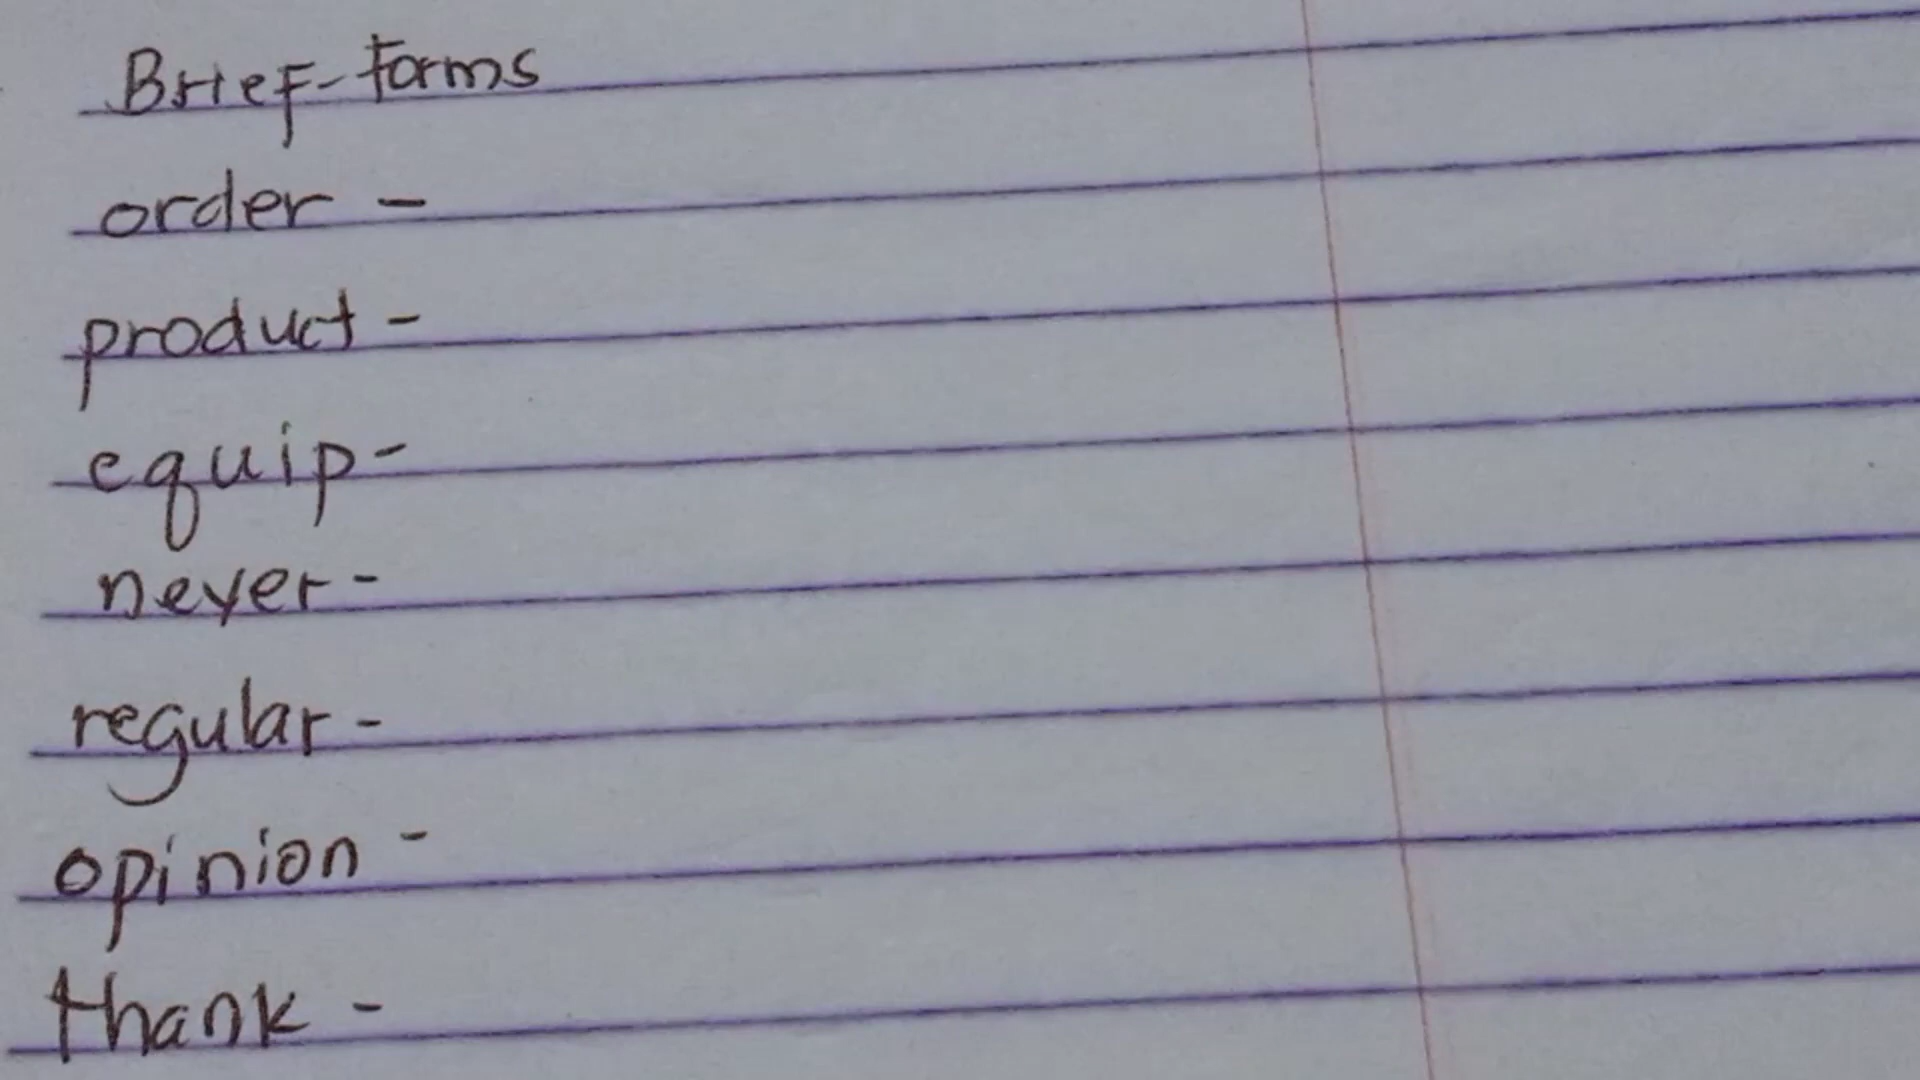 Brief-Forms
order -
product -
equip -
never -
regular -
opinion -
thank -